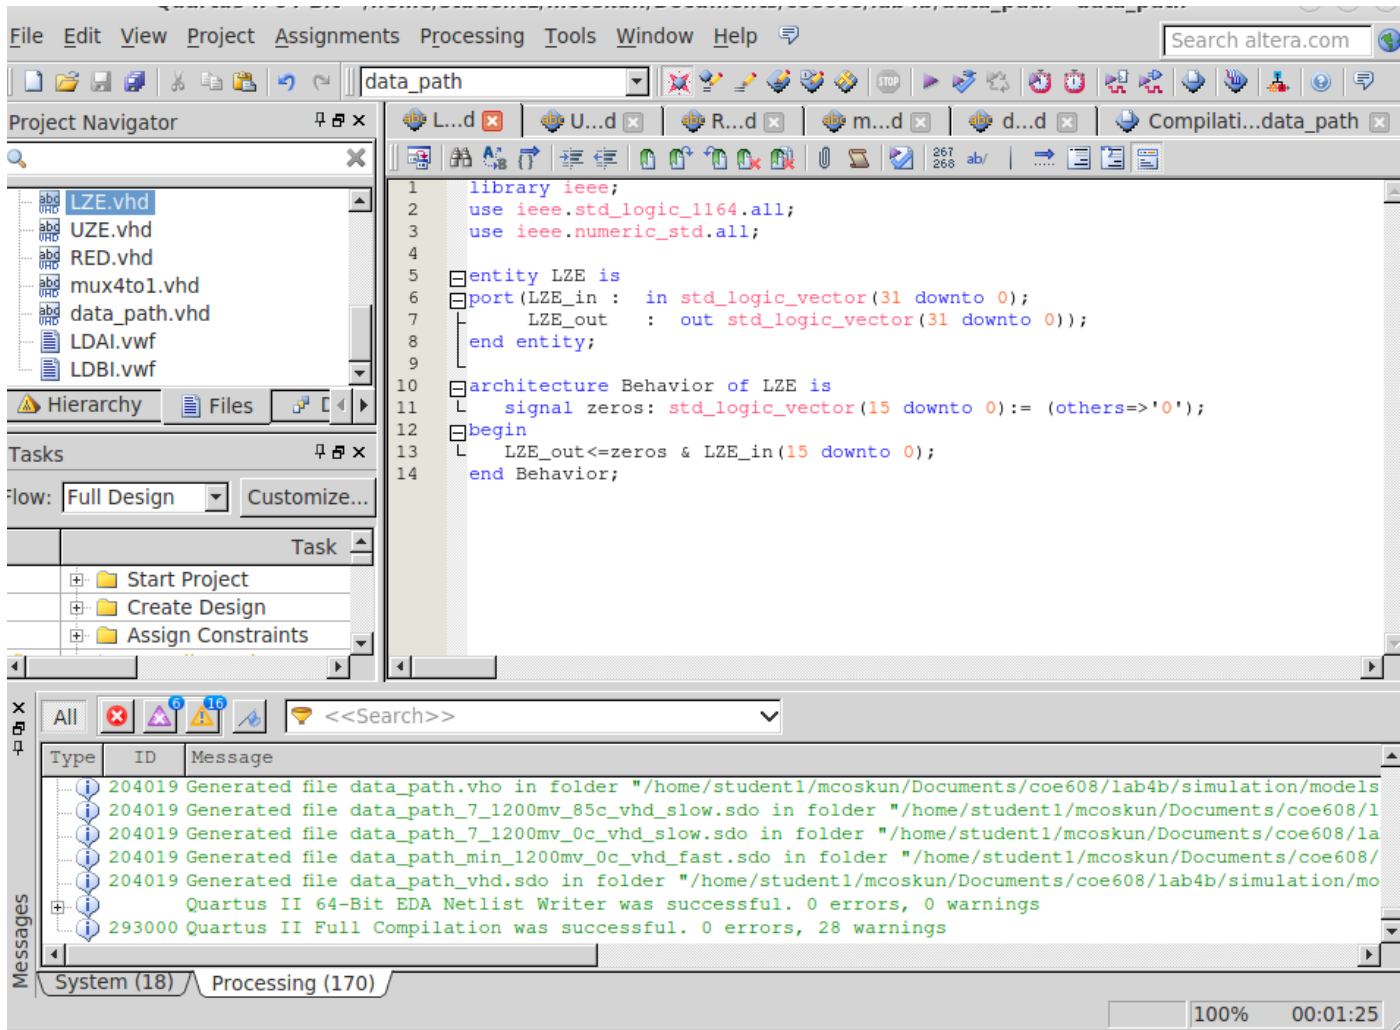 File Edit View Project Assignments Processing Tools Window Help
Search altera.com
data_path
Project Navigator
L...d U...d R...d m...d d...d Compilati...data_path
267
268 ab/
LZE.vhd
UZE.vhd
RED.vhd
mux4to1.vhd
data_path.vhd
LDAI.vwf
LDBI.vwf
Hierarchy Files
Tasks
Flow: Full Design Customize...
Task
Start Project
Create Design
Assign Constraints
1 library ieee;
2 use ieee.std_logic_1164.all;
3 use ieee.numeric_std.all;
4
5 entity LZE is
6 port(LZE_in : in std_logic_vector(31 downto 0);
7 LZE_out : out std_logic_vector(31 downto 0));
8 end entity;
9
10 architecture Behavior of LZE is
11 signal zeros: std_logic_vector(15 downto 0):= (others=>'0');
12 begin
13 LZE_out<=zeros & LZE_in(15 downto 0);
14 end Behavior;
All 6 16 <<Search>>
Type ID Message
204019 Generated file data_path.vho in folder "/home/student1/mcoskun/Documents/coe608/lab4b/simulation/models
204019 Generated file data_path_7_1200mv_85c_vhd_slow.sdo in folder "/home/student1/mcoskun/Documents/coe608/l
204019 Generated file data_path_7_1200mv_0c_vhd_slow.sdo in folder "/home/student1/mcoskun/Documents/coe608/la
204019 Generated file data_path_min_1200mv_0c_vhd_fast.sdo in folder "/home/student1/mcoskun/Documents/coe608/
204019 Generated file data_path_vhd.sdo in folder "/home/student1/mcoskun/Documents/coe608/lab4b/simulation/mo
Quartus II 64-Bit EDA Netlist Writer was successful. 0 errors, 0 warnings
293000 Quartus II Full Compilation was successful. 0 errors, 28 warnings
Messages
System (18) Processing (170)
100% 00:01:25